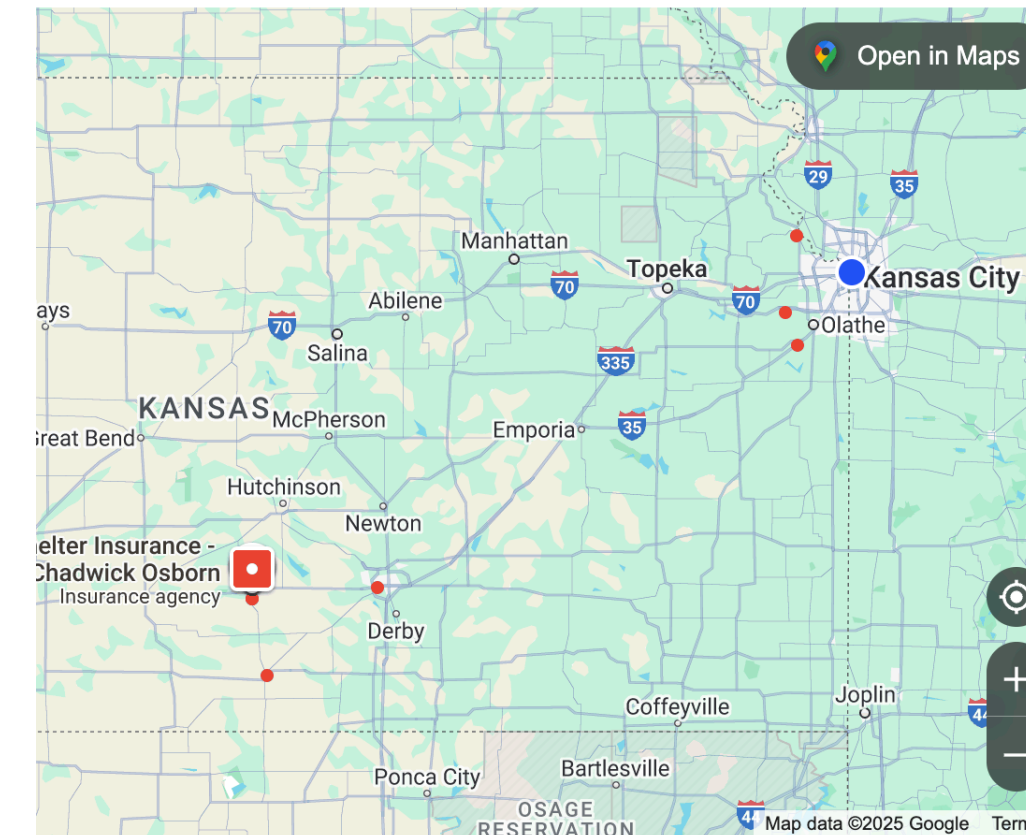 Open in Maps
29
35
Manhattan
Topeka
70
70
Kansas City
Abilene
ays
70
Olathe
Salina
335
KANSAS
McPherson
35
Great Bend
Emporia
Hutchinson
Newton
elter Insurance -
Chadwick Osborn
Insurance agency
Derby
Joplin
Coffeyville
44
Ponca City
Bartlesville
OSAGE
RESERVATION
44
Map data ©2025 Google
Tern